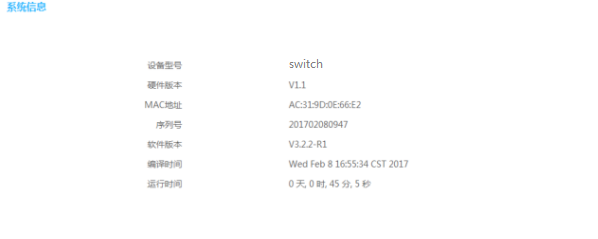 系统信息
设备型号 switch
硬件版本 V1.1
MAC地址 AC:31:9D:0E:66:E2
序列号 201702080947
软件版本 V3.2.2-R1
编译时间 Wed Feb 8 16:55:34 CST 2017
运行时间 0 天, 0 时, 45 分, 5 秒